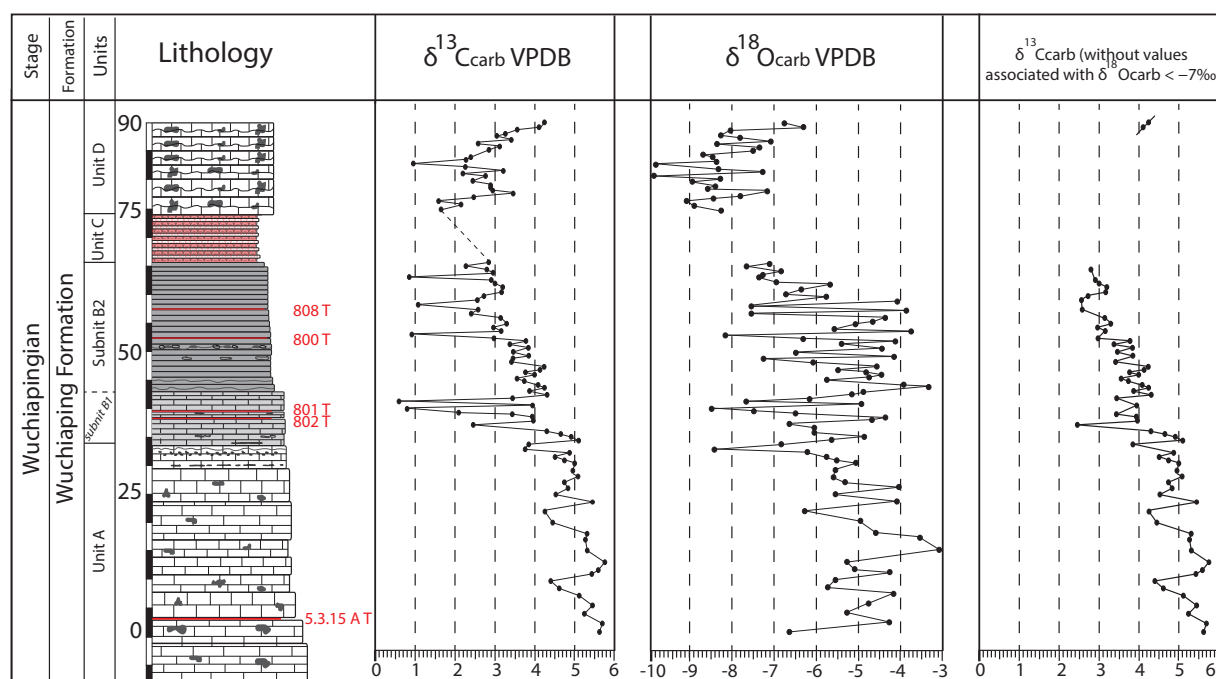 Stage
Formation
Units
Lithology
δ13Ccarb VPDB
δ18Ocarb VPDB
δ13Ccarb (without values
associated with δ18Ocarb < −7‰
Wuchiapingian
Wuchiaping Formation
Unit D
Unit C
Subnit B2
subnit B1
Unit A
90
75
50
25
0
808 T
800 T
801 T
802 T
5.3.15 A T
0 1 2 3 4 5 6
-10 -9 -8 -7 -6 -5 -4 -3
0 1 2 3 4 5 6